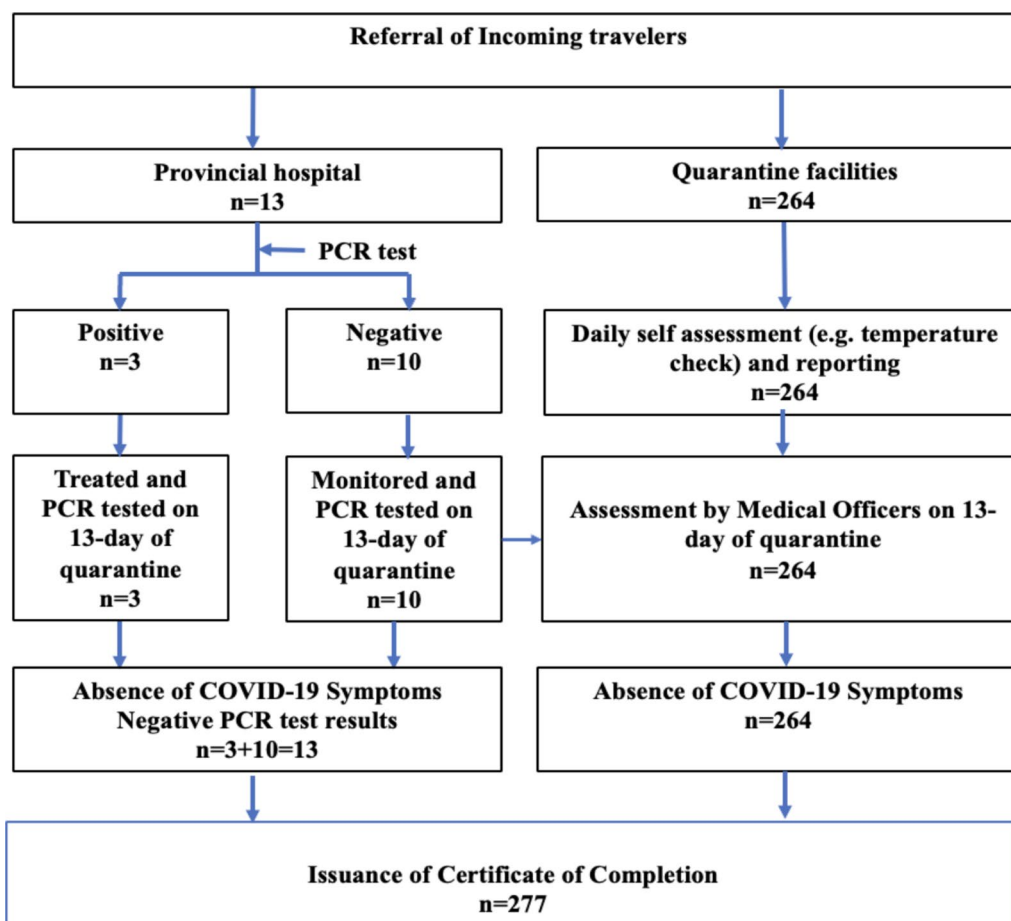 Referral of Incoming travelers
Provincial hospital
n=13
Quarantine facilities
n=264
PCR test
Positive
n=3
Negative
n=10
Daily self assessment (e.g. temperature
check) and reporting
n=264
Treated and
PCR tested on
13-day of
quarantine
n=3
Monitored and
PCR tested on
13-day of
quarantine
n=10
Assessment by Medical Officers on 13-
day of quarantine
n=264
Absence of COVID-19 Symptoms
Negative PCR test results
n=3+10=13
Absence of COVID-19 Symptoms
n=264
Issuance of Certificate of Completion
n=277